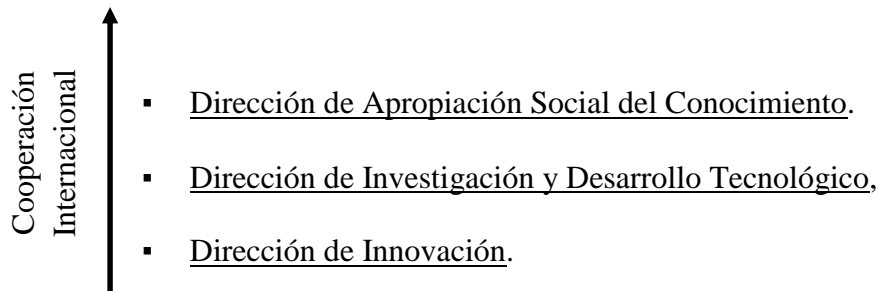 Cooperación
Internacional
▪ Dirección de Apropiación Social del Conocimiento.
▪ Dirección de Investigación y Desarrollo Tecnológico,
▪ Dirección de Innovación.